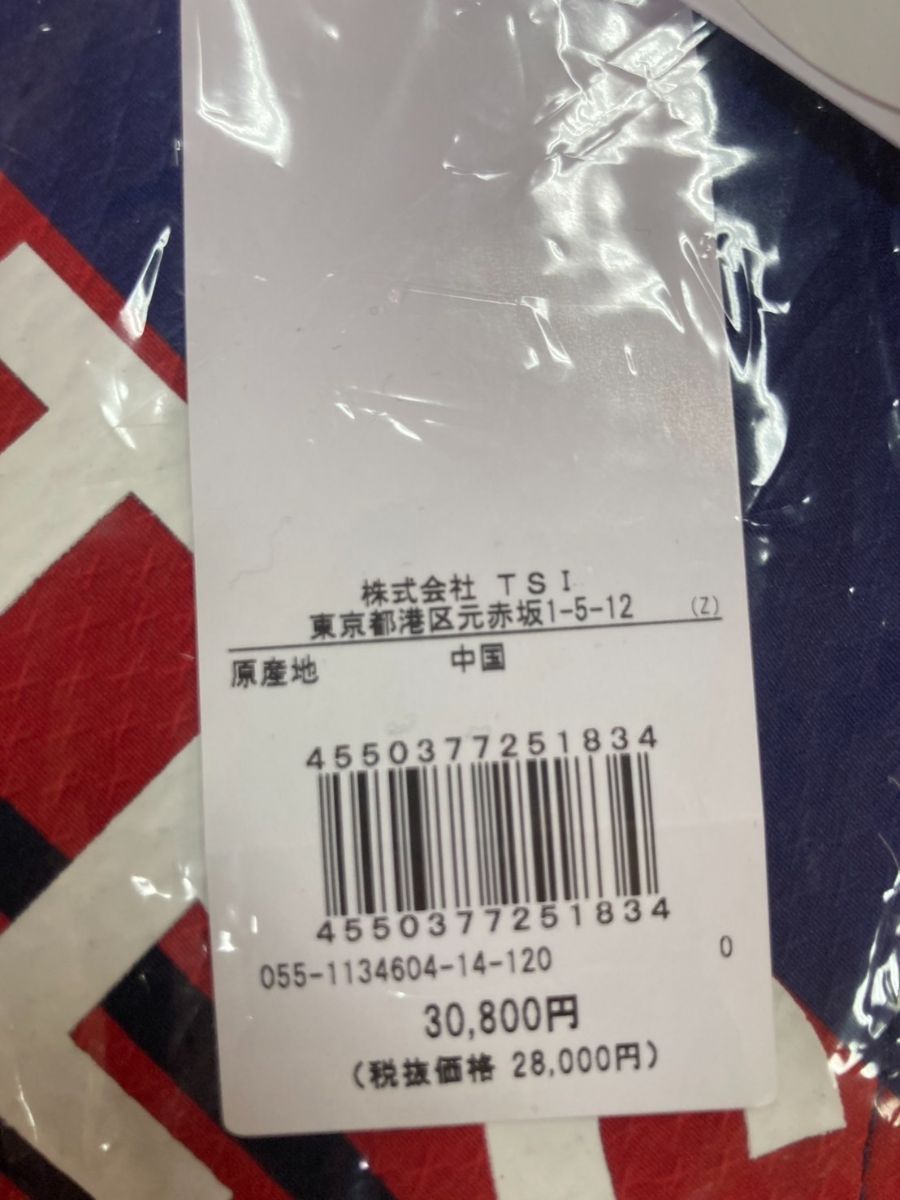 株式会社 TSI
東京都港区元赤坂1-5-12 (Z)
原産地 中国
4550377251834
4550377251834
055-1134604-14-120 0
30,800円
(税抜価格 28,000円)